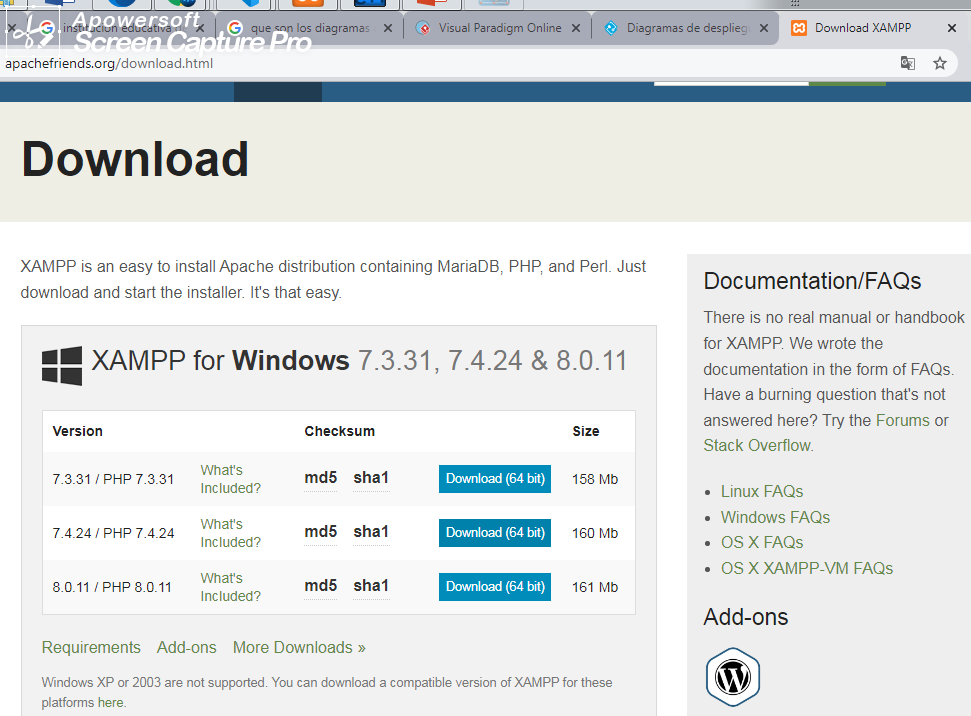 Apowersoft
Screen Capture Pro
institución educativa d
que son los diagramas
Visual Paradigm Online
Diagramas de desplieg
Download XAMPP
apachefriends.org/download.html
Download
XAMPP is an easy to install Apache distribution containing MariaDB, PHP, and Perl. Just
download and start the installer. It's that easy.
XAMPP for Windows 7.3.31, 7.4.24 & 8.0.11
Version Checksum Size
7.3.31 / PHP 7.3.31 What's Included? md5 sha1 Download (64 bit) 158 Mb
7.4.24 / PHP 7.4.24 What's Included? md5 sha1 Download (64 bit) 160 Mb
8.0.11 / PHP 8.0.11 What's Included? md5 sha1 Download (64 bit) 161 Mb
Requirements Add-ons More Downloads »
Windows XP or 2003 are not supported. You can download a compatible version of XAMPP for these
platforms here.
Documentation/FAQs
There is no real manual or handbook
for XAMPP. We wrote the
documentation in the form of FAQs.
Have a burning question that's not
answered here? Try the Forums or
Stack Overflow.
Linux FAQs
Windows FAQs
OS X FAQs
OS X XAMPP-VM FAQs
Add-ons